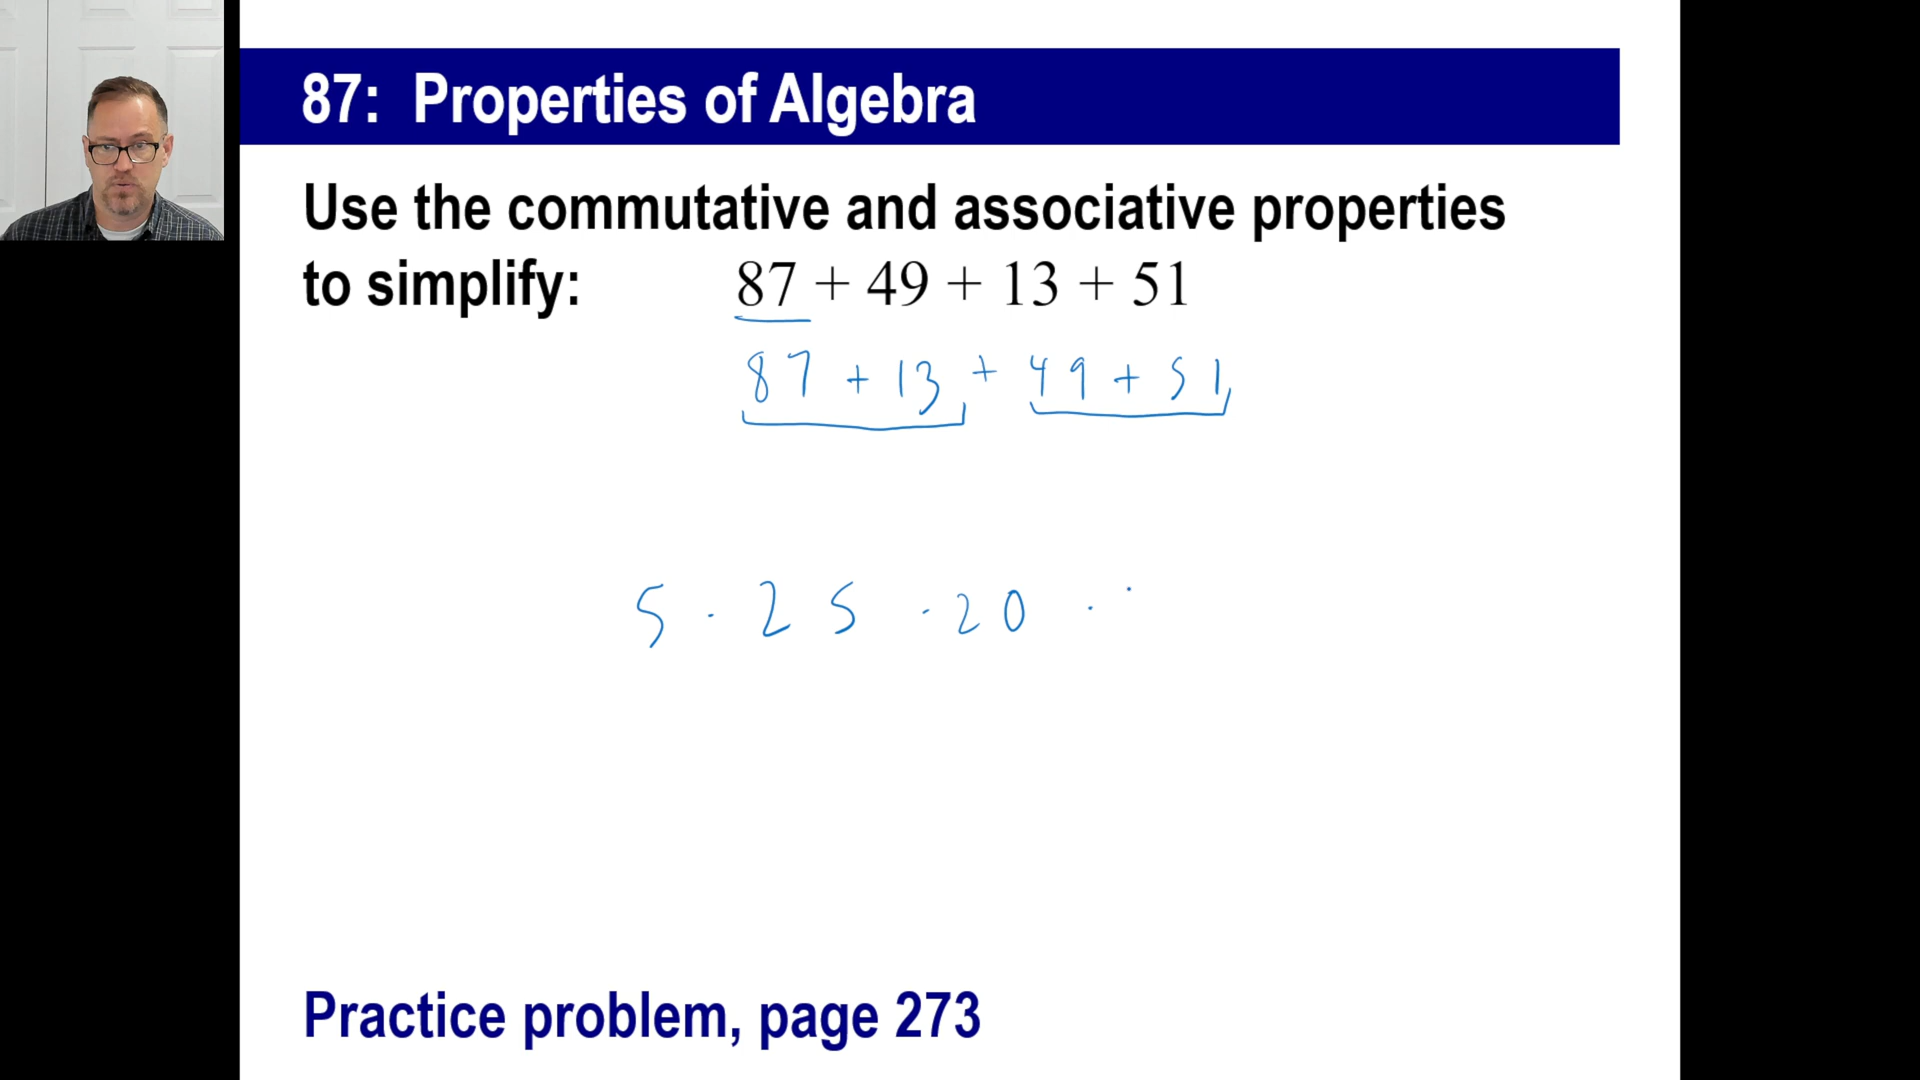 87: Properties of Algebra
Use the commutative and associative properties
to simplify: 87 + 49 + 13 + 51
87 + 13 + 49 + 51
5 · 25 · 20 ·
Practice problem, page 273